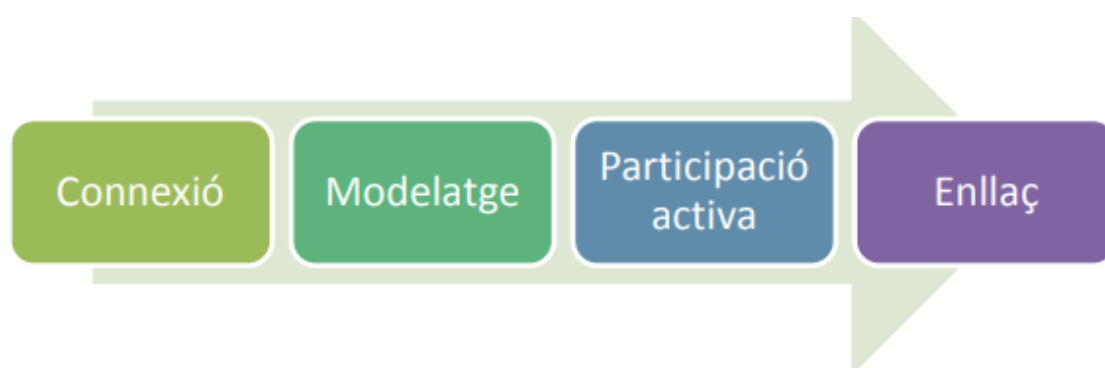 Connexió
Modelatge
Participació
activa
Enllaç